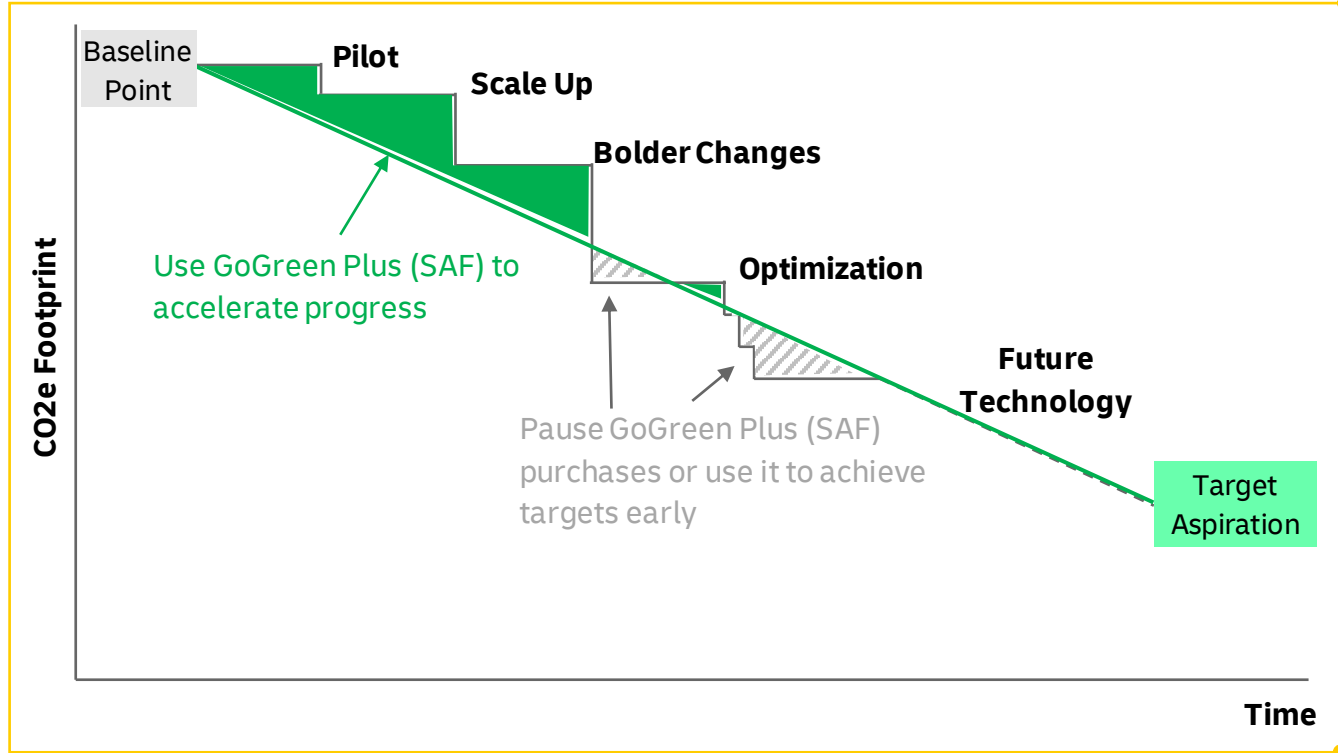 Baseline
Point
Pilot
Scale Up
Bolder Changes
Use GoGreen Plus (SAF) to
accelerate progress
Optimization
Future
Technology
Pause GoGreen Plus (SAF)
purchases or use it to achieve
targets early
Target
Aspiration
CO2e Footprint
Time